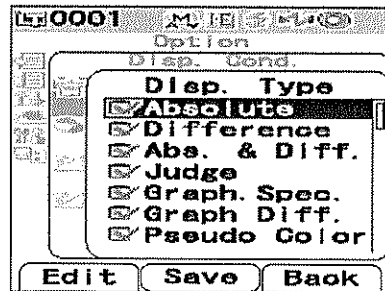 0001
Option
Disp. Cond.
Disp. Type
Absolute
Difference
Abs. & Diff.
Judge
Graph. Spec.
Graph Diff.
Pseudo Color
Edit Save Back